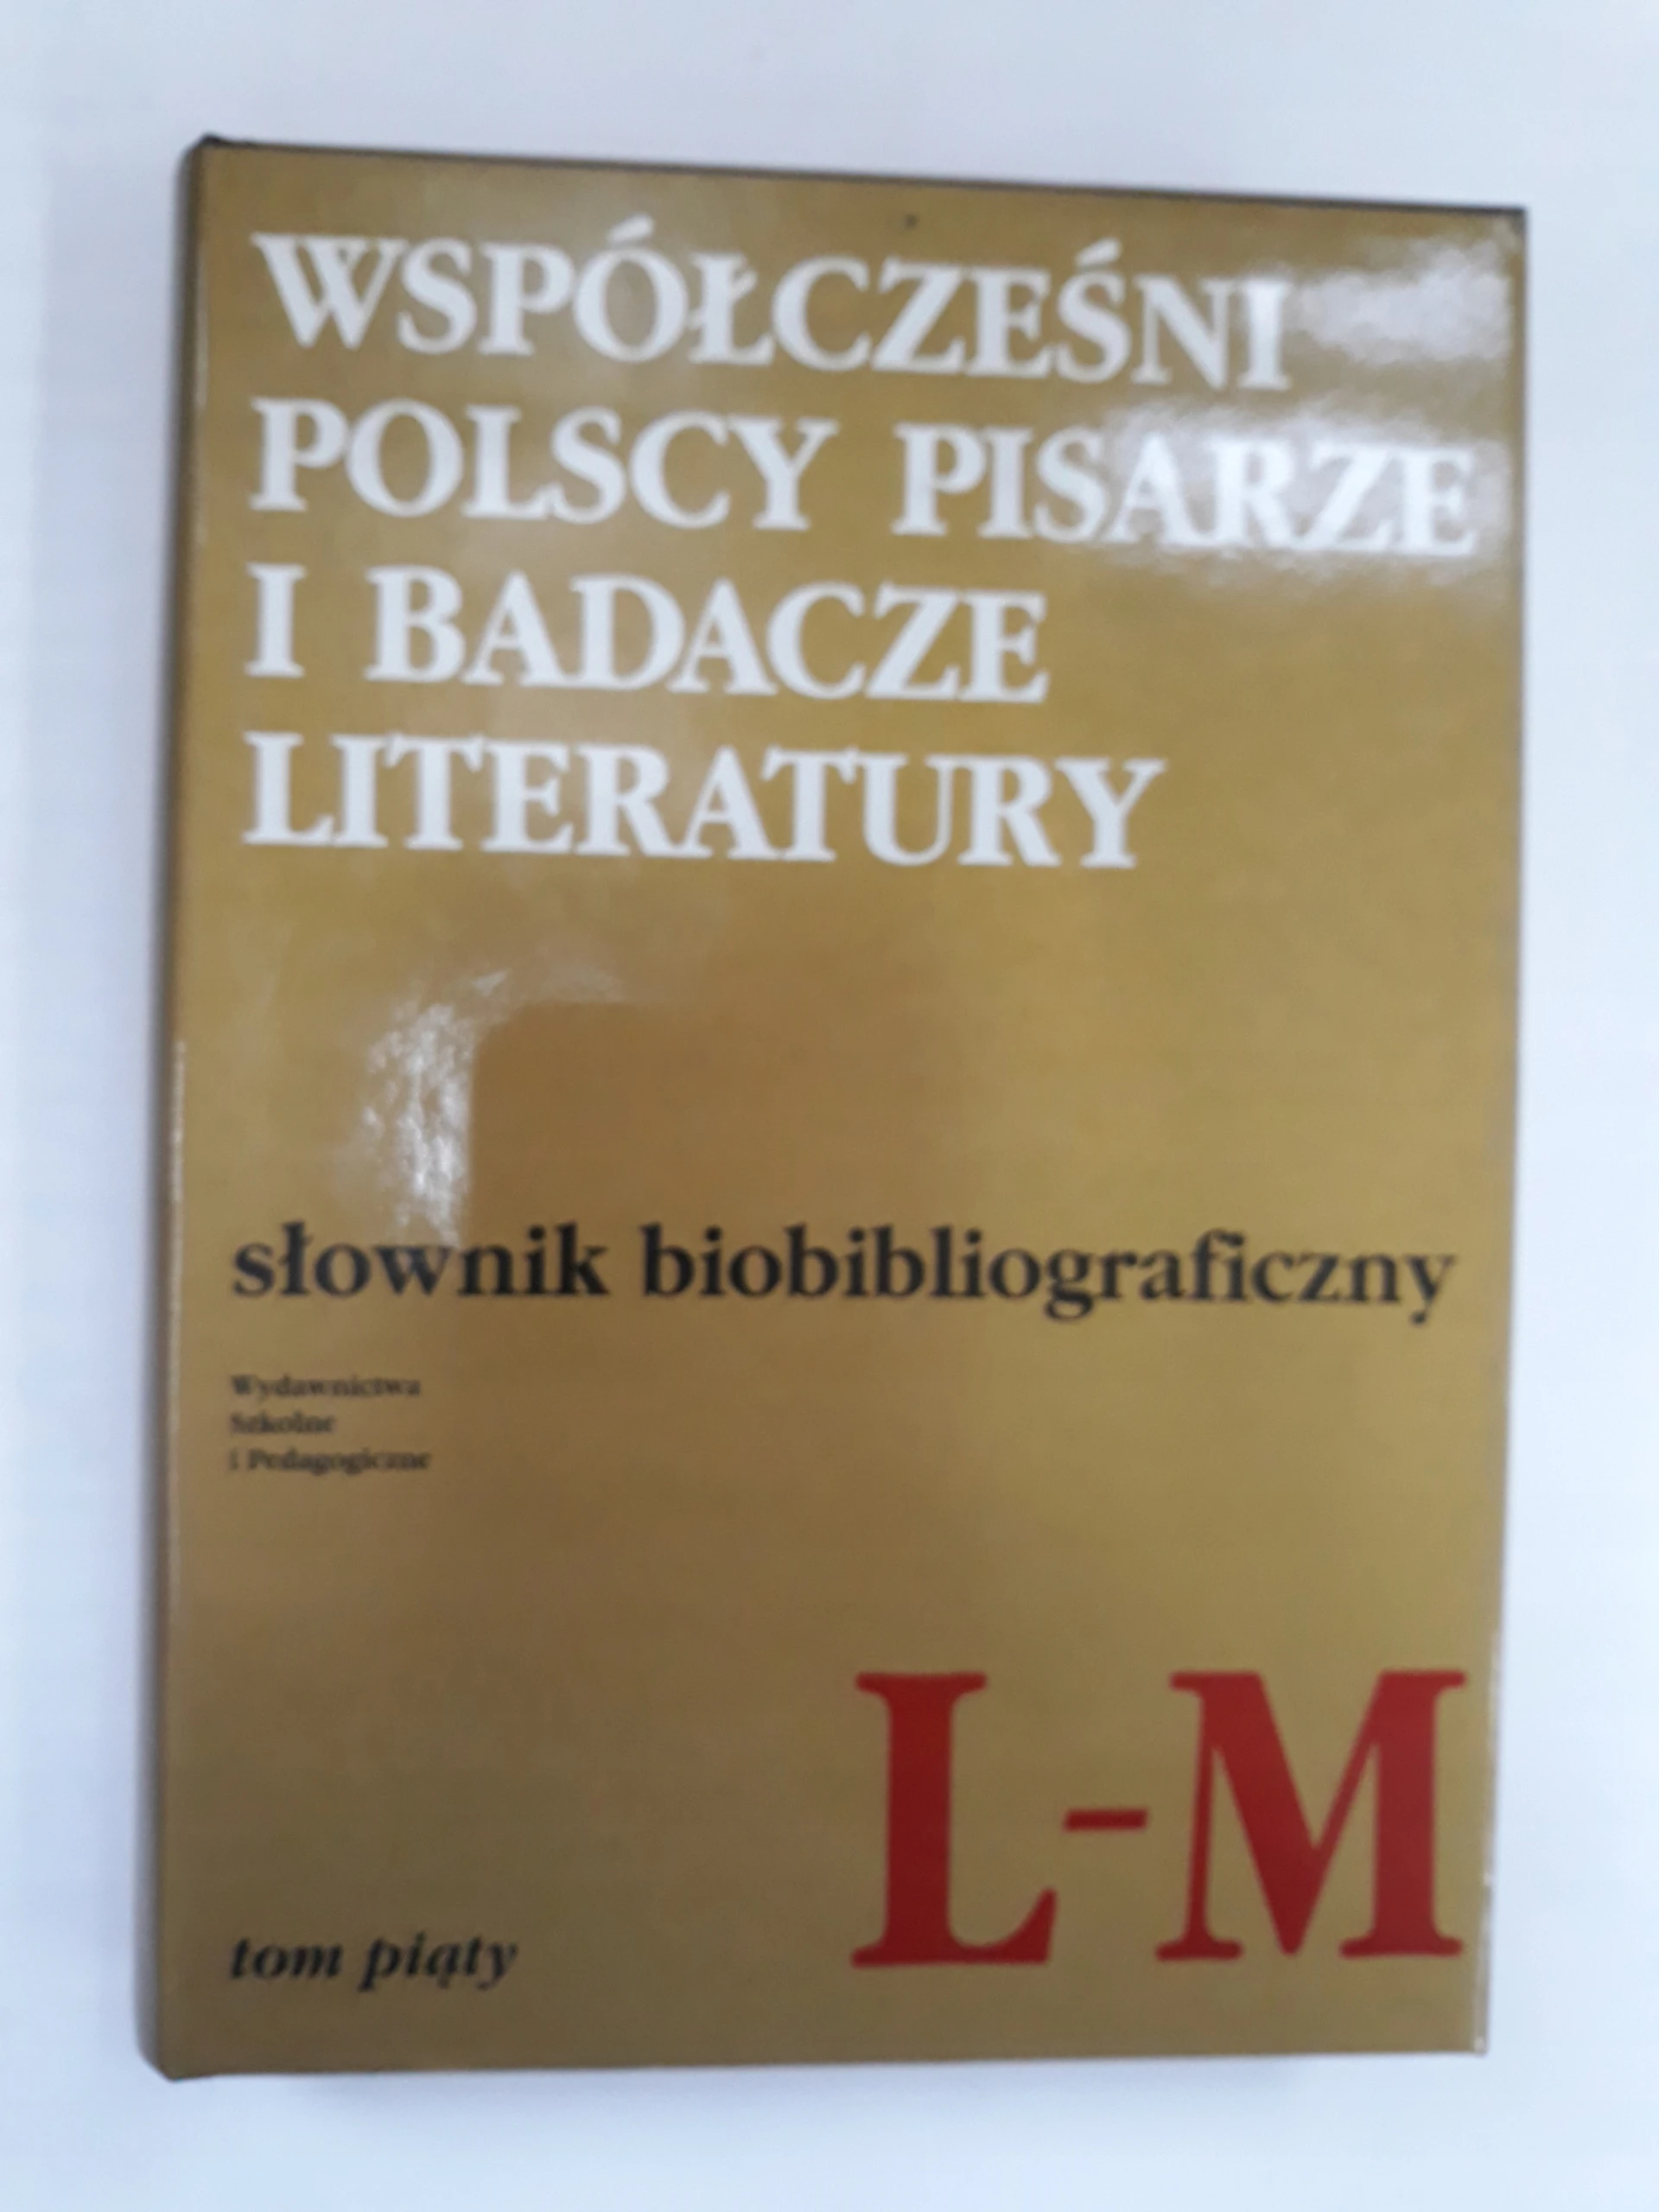 WSPÓŁCZEŚNI
POLSCY PISARZE
I BADACZE
LITERATURY
słownik biobibliograficzny
Wydawnictwa
Szkolne
i Pedagogiczne
L-M
tom piąty